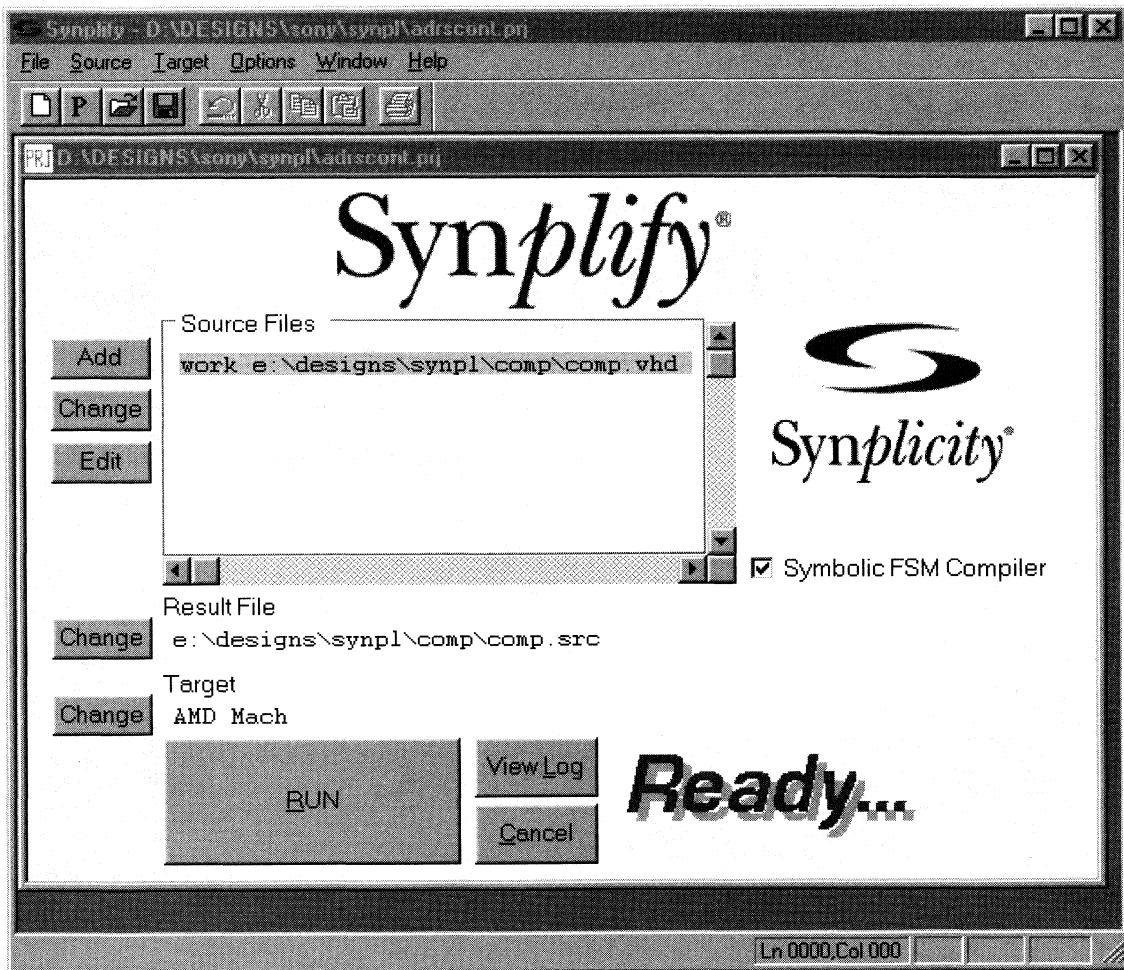 Synplify - D:\DESIGNS\sony\synpl\adrscont.prj
File Source Target Options Window Help
P
PRJ D:\DESIGNS\sony\synpl\adrscont.prj
Synplify®
Source Files
Add
work e:\designs\synpl\comp\comp.vhd
Change
Edit
Synplicity®
Symbolic FSM Compiler
Result File
Change e:\designs\synpl\comp\comp.src
Target
Change AMD Mach
RUN
View Log
Cancel
Ready...
Ln 0000,Col 000